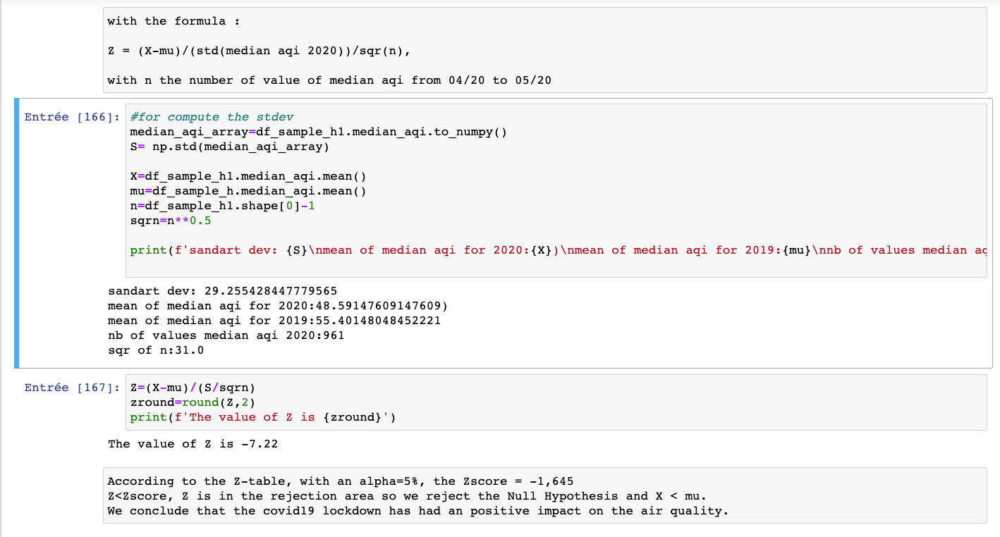 with the formula :
Z = (X-mu)/(std(median aqi 2020))/sqr(n),
with n the number of value of median aqi from 04/20 to 05/20
Entrée [166]:
#for compute the stdev
median_aqi_array=df_sample_h1.median_aqi.to_numpy()
S= np.std(median_aqi_array)
X=df_sample_h1.median_aqi.mean()
mu=df_sample_h.median_aqi.mean()
n=df_sample_h1.shape[0]-1
sqrn=n**0.5
print(f'sandart dev: {S}\nmean of median aqi for 2020:{X})\nmean of median aqi for 2019:{mu}\nnb of values median aq
sandart dev: 29.255428447779565
mean of median aqi for 2020:48.59147609147609)
mean of median aqi for 2019:55.40148048452221
nb of values median aqi 2020:961
sqr of n:31.0
Entrée [167]:
Z=(X-mu)/(S/sqrn)
zround=round(Z,2)
print(f'The value of Z is {zround}')
The value of Z is -7.22
According to the Z-table, with an alpha=5%, the Zscore = -1,645
Z<Zscore, Z is in the rejection area so we reject the Null Hypothesis and X < mu.
We conclude that the covid19 lockdown has had an positive impact on the air quality.